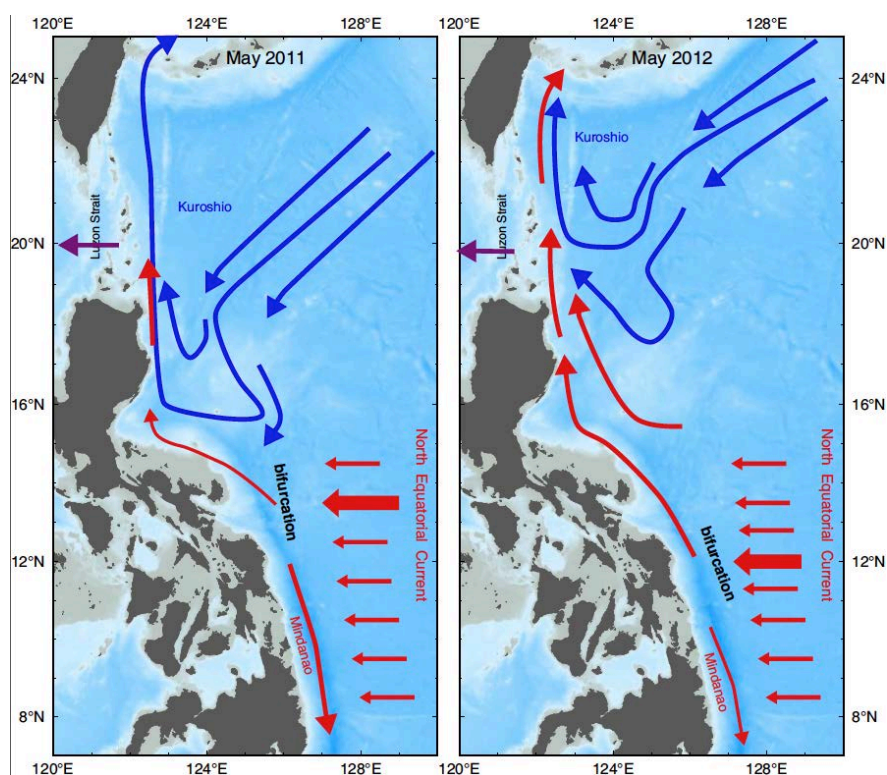 120°E 124°E 128°E 120°E 124°E 128°E
May 2011
May 2012
24°N
20°N
16°N
12°N
8°N
24°N
20°N
16°N
12°N
8°N
Kuroshio
Luzon Strait
bifurcation
North Equatorial Current
Mindanao
Kuroshio
Luzon Strait
bifurcation
North Equatorial Current
Mindanao
120°E 124°E 128°E 120°E 124°E 128°E